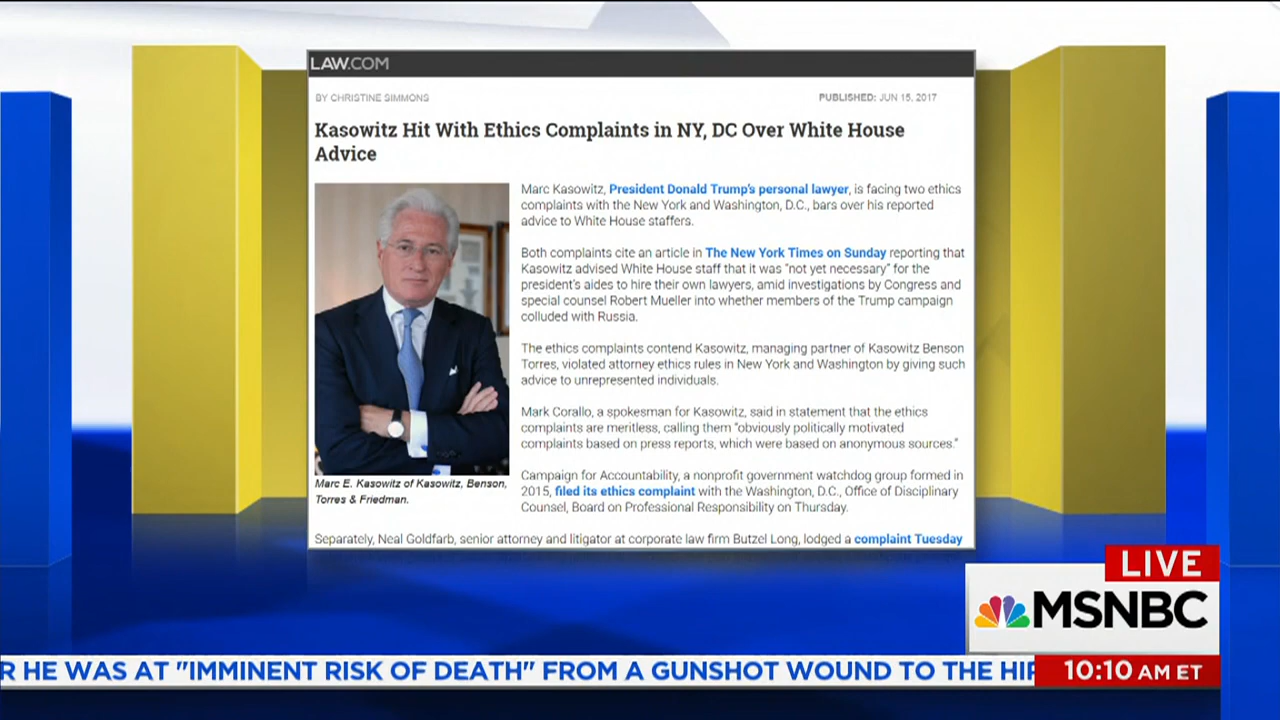 LAW.COM
BY CHRISTINE SIMMONS
PUBLISHED: JUN 15, 2017
Kasowitz Hit With Ethics Complaints in NY, DC Over White House
Advice
Marc Kasowitz, President Donald Trump's personal lawyer, is facing two ethics
complaints with the New York and Washington, D.C., bars over his reported
advice to White House staffers.
Both complaints cite an article in The New York Times on Sunday reporting that
Kasowitz advised White House staff that it was "not yet necessary" for the
president's aides to hire their own lawyers, amid investigations by Congress and
special counsel Robert Mueller into whether members of the Trump campaign
colluded with Russia.
The ethics complaints contend Kasowitz, managing partner of Kasowitz Benson
Torres, violated attorney ethics rules in New York and Washington by giving such
advice to unrepresented individuals.
Mark Corallo, a spokesman for Kasowitz, said in statement that the ethics
complaints are meritless, calling them "obviously politically motivated
complaints based on press reports, which were based on anonymous sources."
Campaign for Accountability, a nonprofit government watchdog group formed in
2015, filed its ethics complaint with the Washington, D.C., Office of Disciplinary
Counsel, Board on Professional Responsibility on Thursday.
Marc E. Kasowitz of Kasowitz, Benson,
Torres & Friedman.
Separately, Neal Goldfarb, senior attorney and litigator at corporate law firm Butzel Long, lodged a complaint Tuesday
LIVE
MSNBC
R HE WAS AT "IMMINENT RISK OF DEATH" FROM A GUNSHOT WOUND TO THE HIP
10:10 AM ET